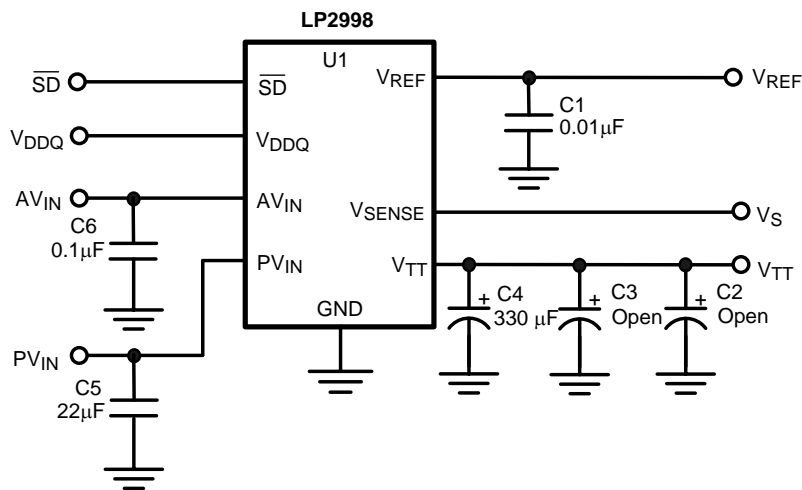 LP2998
U1
SD
SD
VREF
VREF
C1
0.01μF
VDDQ
VDDQ
AVIN
AVIN
VSENSE
VS
C6
0.1μF
PVIN
VTT
VTT
GND
C4
330 μF
C3
Open
C2
Open
PVIN
C5
22μF